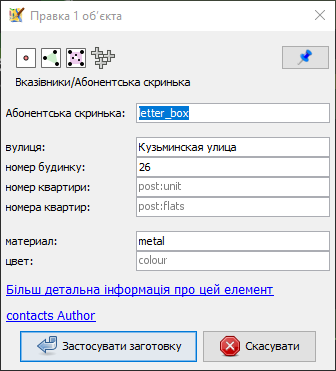 Правка 1 об'єкта
Вказівники/Абонентська скринька
Абонентська скринька: letter_box
вулиця: Кузьминская улица
номер будинку: 26
номер квартири: post:unit
номера квартир: post:flats
материал: metal
цвет: colour
Більш детальна інформація про цей елемент
contacts Author
Застосувати заготовку Скасувати